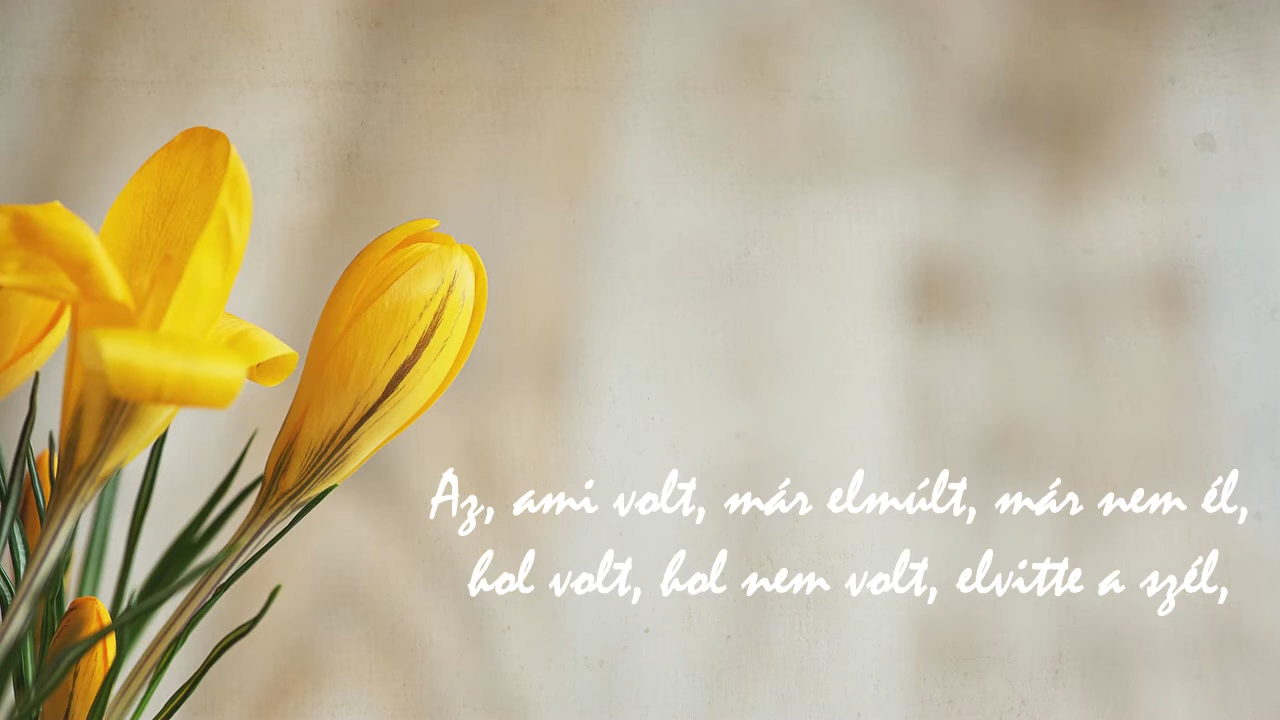 Az, ami volt, már elmúlt, már nem él,
hol volt, hol nem volt, elvitte a szél,